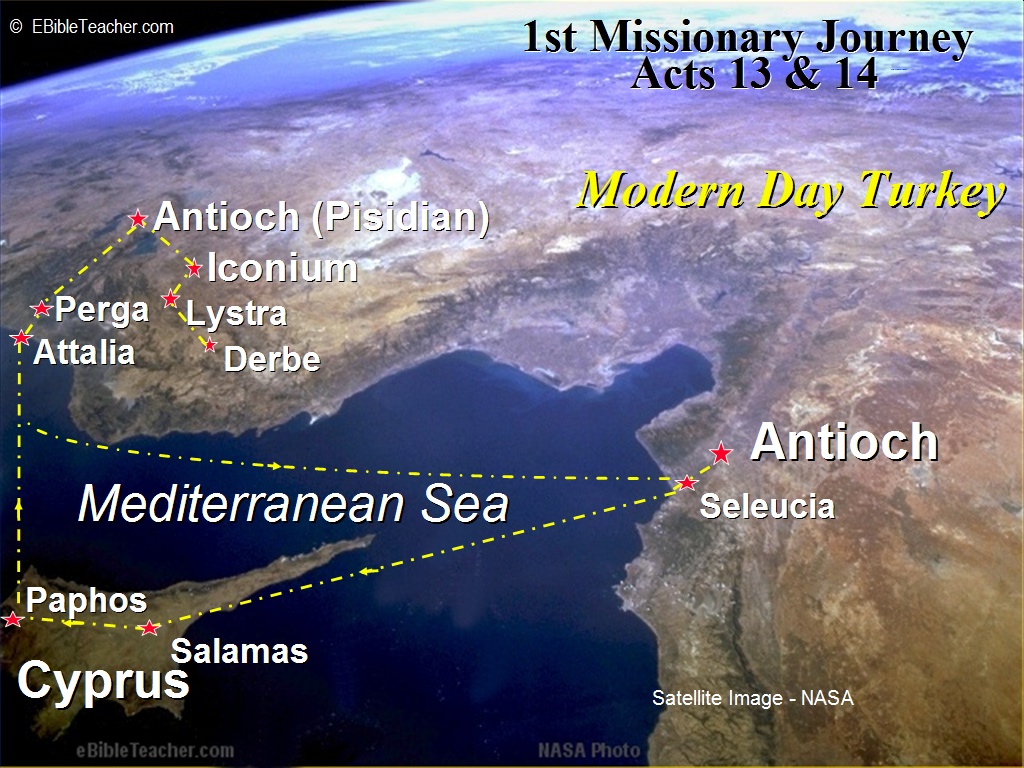 © EBibleTeacher.com
1st Missionary Journey
Acts 13 & 14
Modern Day Turkey
Antioch (Pisidian)
Iconium
Perga
Lystra
Attalia
Derbe
Antioch
Mediterranean Sea
Seleucia
Paphos
Salamas
Cyprus
Satellite Image - NASA
eBibleTeacher.com
NASA Photo